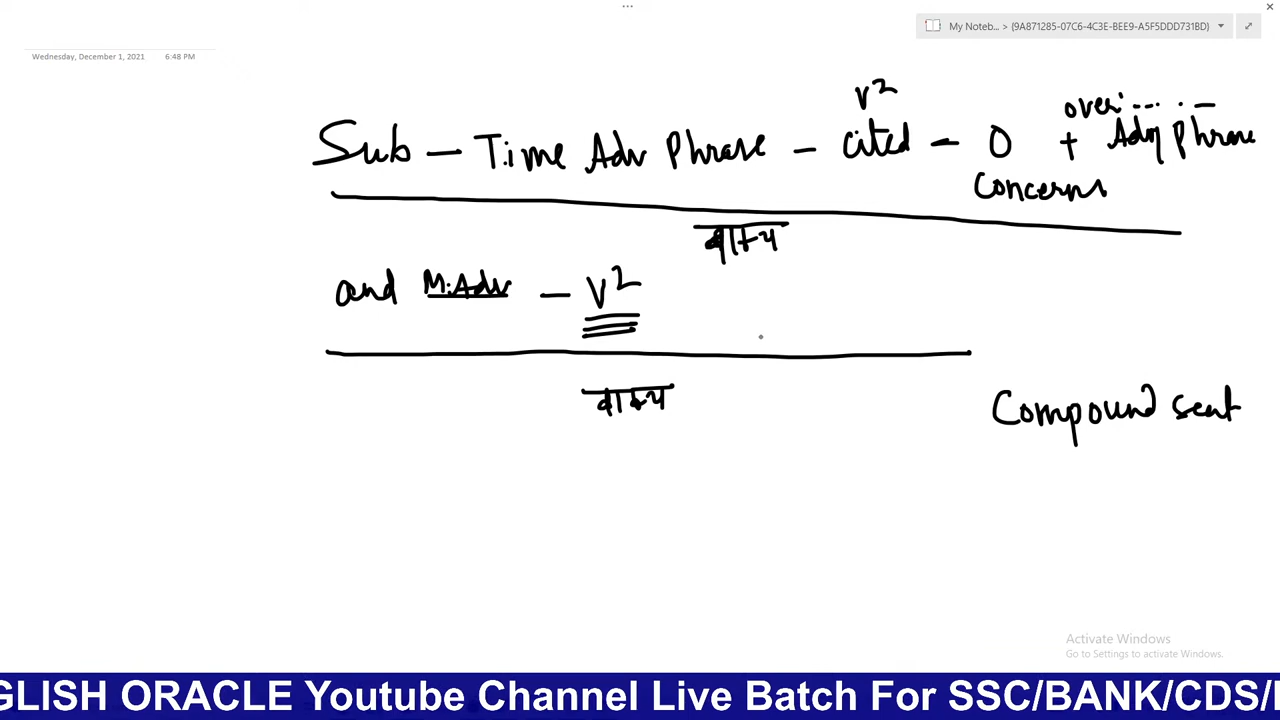 My Noteb... > {9A871285-07C6-4C3E-BEE9-A5F5DDD731BD}
Wednesday, December 1, 2021 6:48 PM
V2 over ---. . —
Sub — Time Adv Phrase — cited — O + Adj Phrase
Concerns
वाक्य
and M.Adv — V2
वाक्य
Compound sent
Activate Windows
Go to Settings to activate Windows.
GLISH ORACLE Youtube Channel Live Batch For SSC/BANK/CDS/